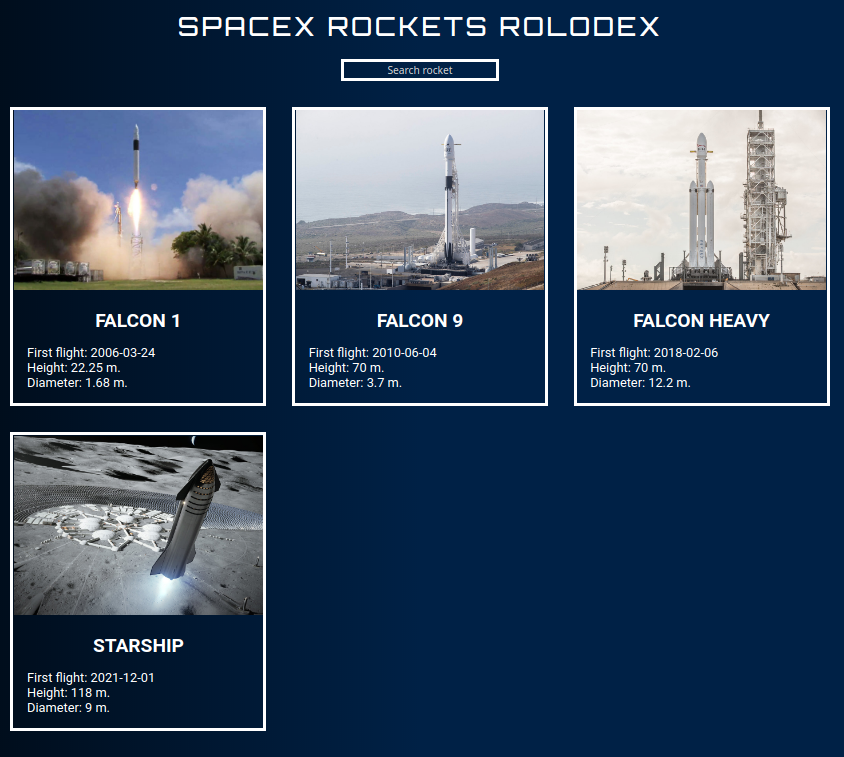 SPACEX ROCKETS ROLODEX
Search rocket
FALCON 1
First flight: 2006-03-24
Height: 22.25 m.
Diameter: 1.68 m.
FALCON 9
First flight: 2010-06-04
Height: 70 m.
Diameter: 3.7 m.
FALCON HEAVY
First flight: 2018-02-06
Height: 70 m.
Diameter: 12.2 m.
STARSHIP
First flight: 2021-12-01
Height: 118 m.
Diameter: 9 m.